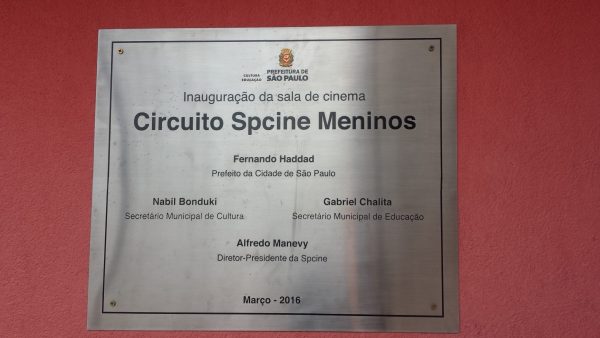 CULTURA
EDUCAÇÃO
PREFEITURA DE
SÃO PAULO
Inauguração da sala de cinema
Circuito Spcine Meninos
Fernando Haddad
Prefeito da Cidade de São Paulo
Nabil Bonduki
Secretário Municipal de Cultura
Gabriel Chalita
Secretário Municipal de Educação
Alfredo Manevy
Diretor-Presidente da Spcine
Março - 2016